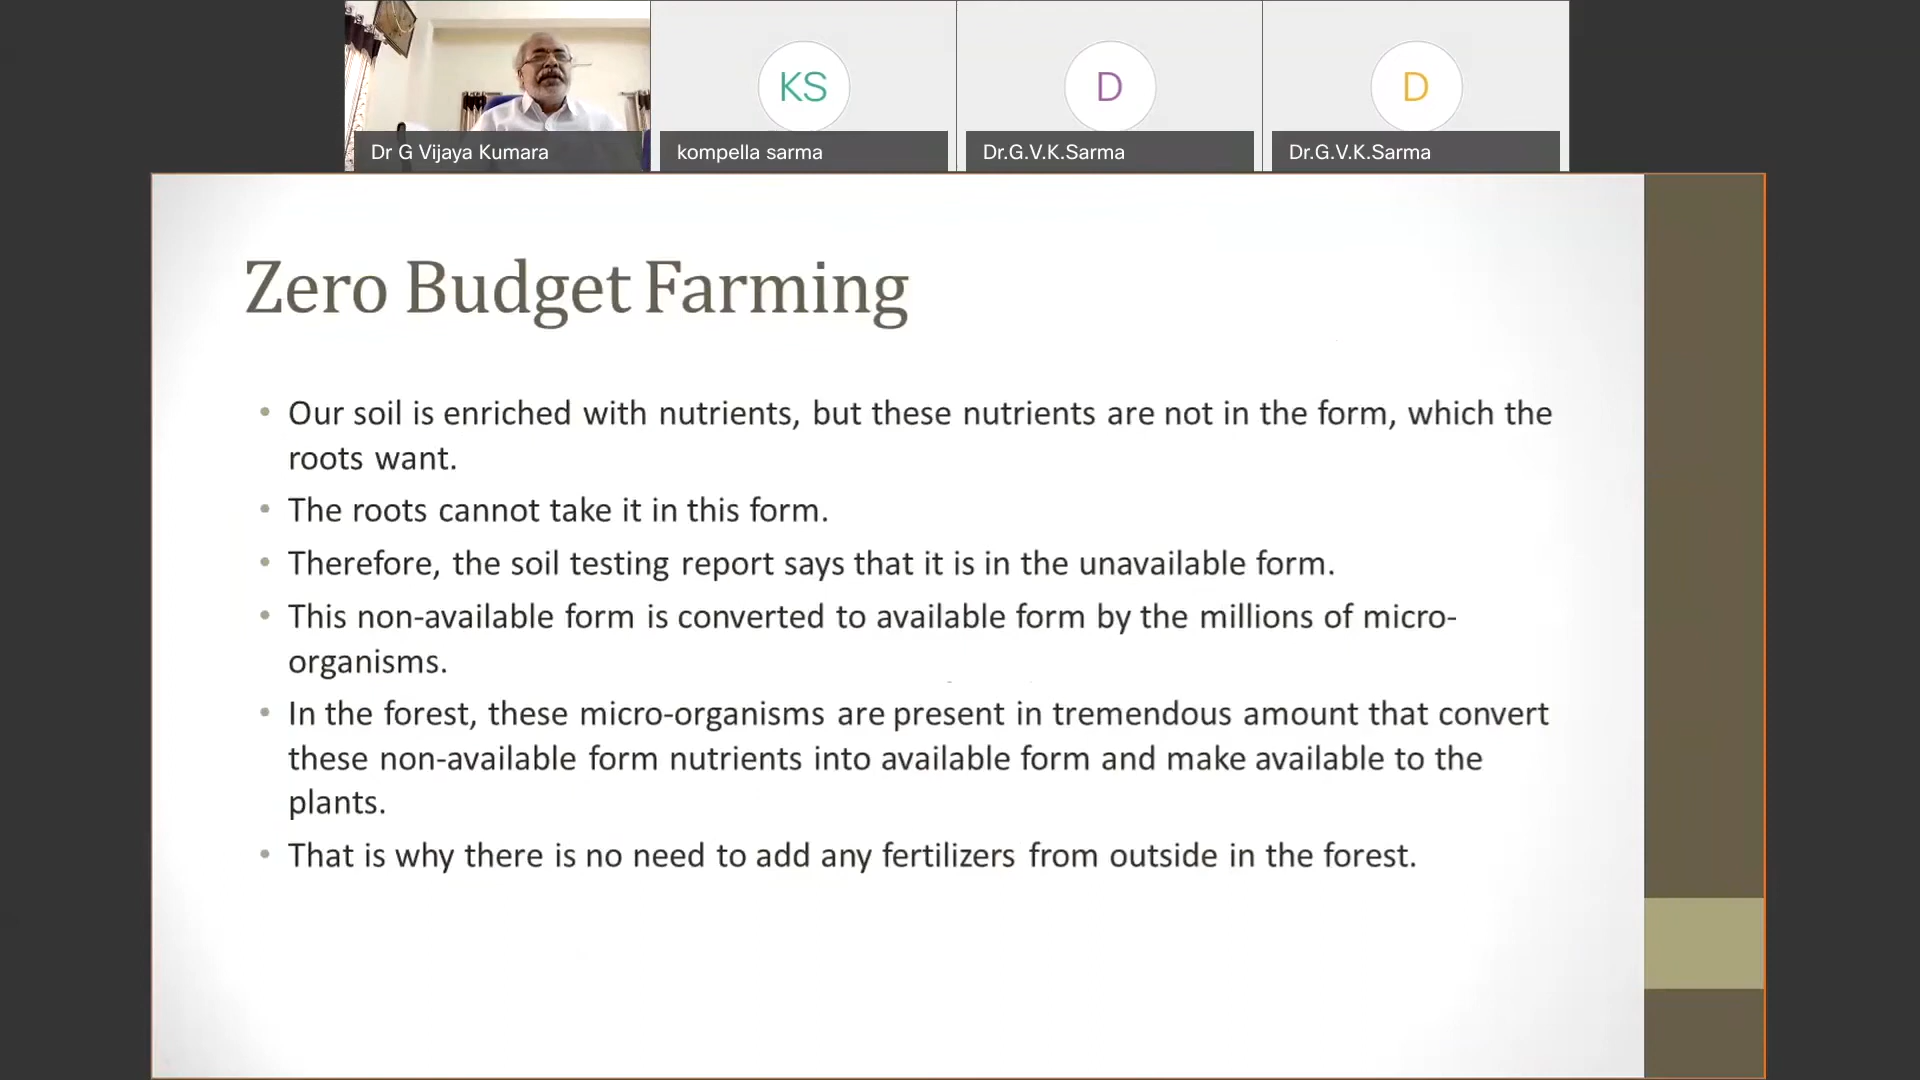 KS
D
D
Dr G Vijaya Kumara
kompella sarma
Dr.G.V.K.Sarma
Dr.G.V.K.Sarma
Zero Budget Farming
• Our soil is enriched with nutrients, but these nutrients are not in the form, which the
roots want.
• The roots cannot take it in this form.
• Therefore, the soil testing report says that it is in the unavailable form.
• This non-available form is converted to available form by the millions of micro-
organisms.
• In the forest, these micro-organisms are present in tremendous amount that convert
these non-available form nutrients into available form and make available to the
plants.
• That is why there is no need to add any fertilizers from outside in the forest.